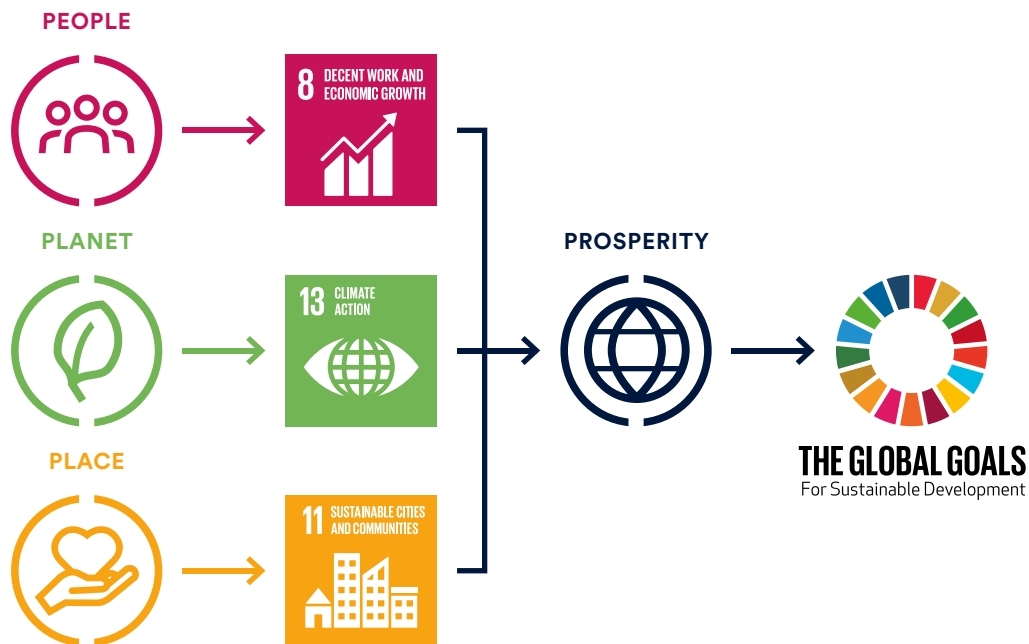 PEOPLE
8 DECENT WORK AND
ECONOMIC GROWTH
PLANET
13 CLIMATE
ACTION
PLACE
11 SUSTAINABLE CITIES
AND COMMUNITIES
PROSPERITY
THE GLOBAL GOALS
For Sustainable Development